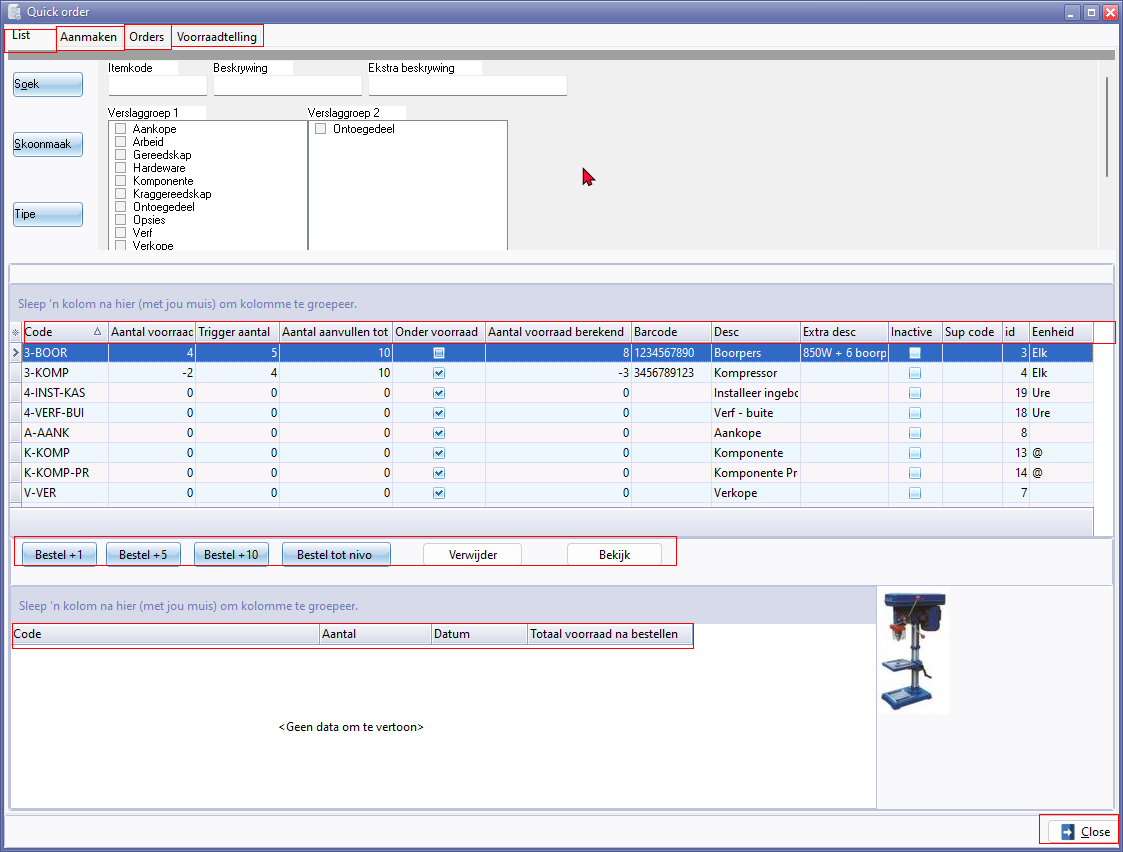 Quick order
List Aanmaken Orders Voorraadtelling
Itemkode Beskrywing Ekstra beskrywing
Soek
Verslaggroep 1 Verslaggroep 2
Aankope Ontoegedeel
Arbeid
Skoonmaak
Gereedskap
Hardeware
Komponente
Kraggereedskap
Ontoegedeel
Tipe
Opsies
Verf
Verkope
Sleep 'n kolom na hier (met jou muis) om kolomme te groepeer.
Code Aantal voorraad Trigger aantal Aantal aanvullen tot Onder voorraad Aantal voorraad berekend Barcode Desc Extra desc Inactive Sup code id Eenheid
3-BOOR 4 5 10 8 1234567890 Boorpers 850W + 6 boorp 3 Elk
3-KOMP -2 4 10 -3 3456789123 Kompressor 4 Elk
4-INST-KAS 0 0 0 0 Installeer ingebo 19 Ure
4-VERF-BUI 0 0 0 0 Verf - buite 18 Ure
A-AANK 0 0 0 0 Aankope 8
K-KOMP 0 0 0 0 Komponente 13 @
K-KOMP-PR 0 0 0 0 Komponente Pr 14 @
V-VER 0 0 0 0 Verkope 7
Bestel +1 Bestel +5 Bestel +10 Bestel tot nivo Verwijder Bekijk
Sleep 'n kolom na hier (met jou muis) om kolomme te groepeer.
Code Aantal Datum Totaal voorraad na bestellen
<Geen data om te vertoon>
Close